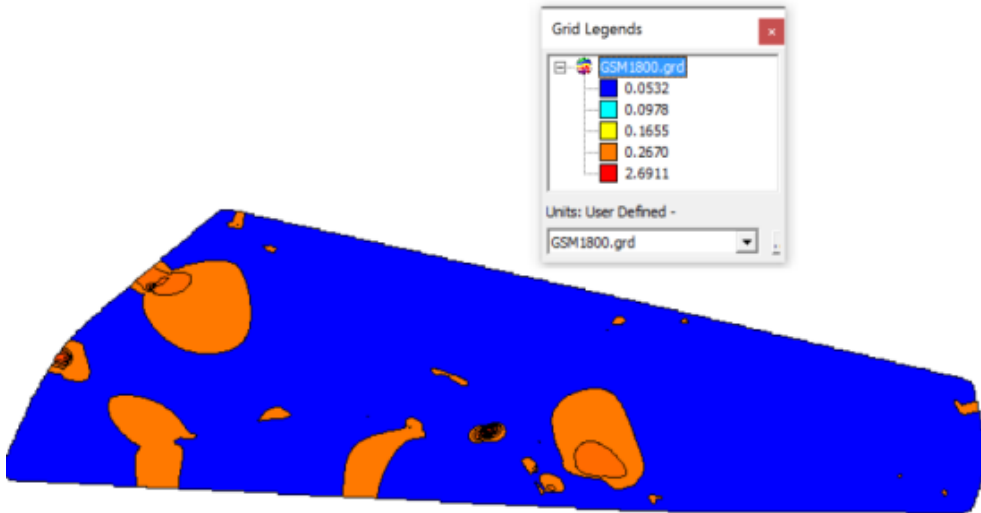 Grid Legends
GSM1800.grd
0.0532
0.0978
0.1655
0.2670
2.6911
Units: User Defined -
GSM1800.grd